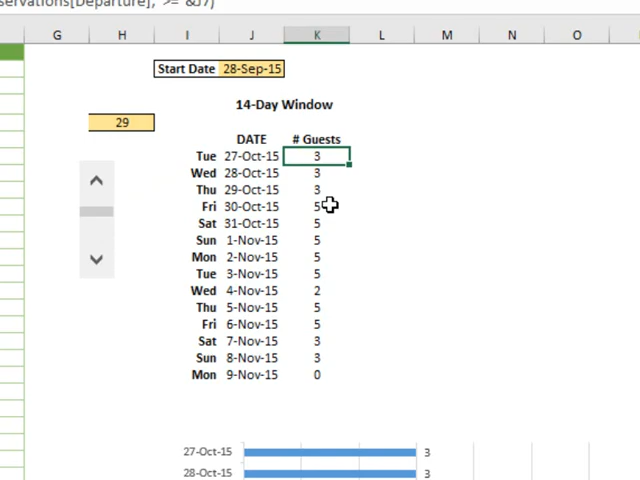 servations[Departure], ">="&J7)
G H I J K L M N O
Start Date 28-Sep-15
14-Day Window
29
DATE # Guests
Tue 27-Oct-15 3
Wed 28-Oct-15 3
Thu 29-Oct-15 3
Fri 30-Oct-15 5
Sat 31-Oct-15 5
Sun 1-Nov-15 5
Mon 2-Nov-15 5
Tue 3-Nov-15 5
Wed 4-Nov-15 2
Thu 5-Nov-15 5
Fri 6-Nov-15 5
Sat 7-Nov-15 3
Sun 8-Nov-15 3
Mon 9-Nov-15 0
27-Oct-15 3
28-Oct-15 3